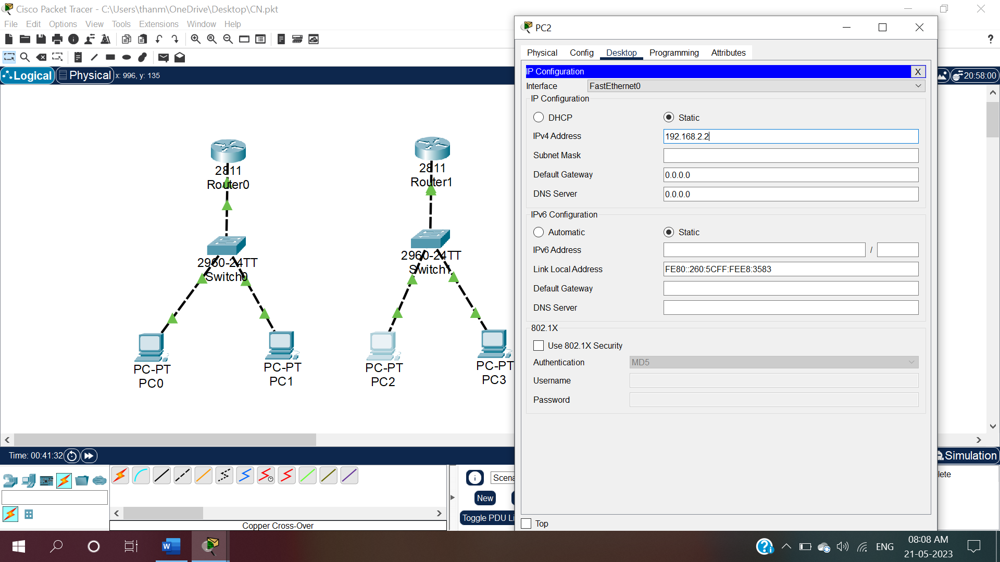 Cisco Packet Tracer - C:\Users\thanm\OneDrive\Desktop\CN.pkt
File Edit Options View Tools Extensions Window Help
Logical Physical x: 996, y: 135
20:58:00
2811
Router0
2811
Router1
2960-24TT
Switch0
2960-24TT
Switch1
PC-PT
PC0
PC-PT
PC1
PC-PT
PC2
PC-PT
PC3
PC2
Physical Config Desktop Programming Attributes
IP Configuration X
Interface FastEthernet0
IP Configuration
DHCP Static
IPv4 Address 192.168.2.2
Subnet Mask
Default Gateway 0.0.0.0
DNS Server 0.0.0.0
IPv6 Configuration
Automatic Static
IPv6 Address /
Link Local Address FE80::260:5CFF:FEE8:3583
Default Gateway
DNS Server
802.1X
Use 802.1X Security
Authentication MD5
Username
Password
Top
Time: 00:41:32
Simulation
Scena
lete
New
Toggle PDU Li
Copper Cross-Over
ENG
08:08 AM
21-05-2023